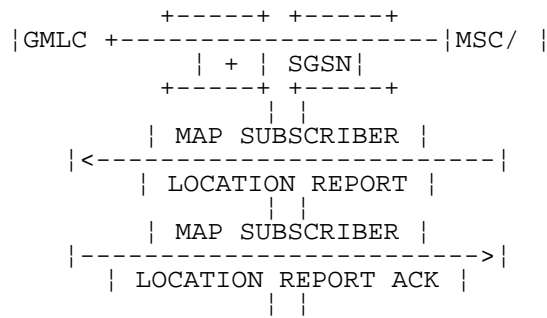 +-----+ +-----+
¦GMLC +---------------------¦MSC/ ¦
¦ + ¦ SGSN¦
+-----+ +-----+
¦ ¦
¦ MAP SUBSCRIBER ¦
¦<--------------------------¦
¦ LOCATION REPORT ¦
¦ ¦
¦ MAP SUBSCRIBER ¦
¦-------------------------->¦
¦ LOCATION REPORT ACK ¦
¦ ¦